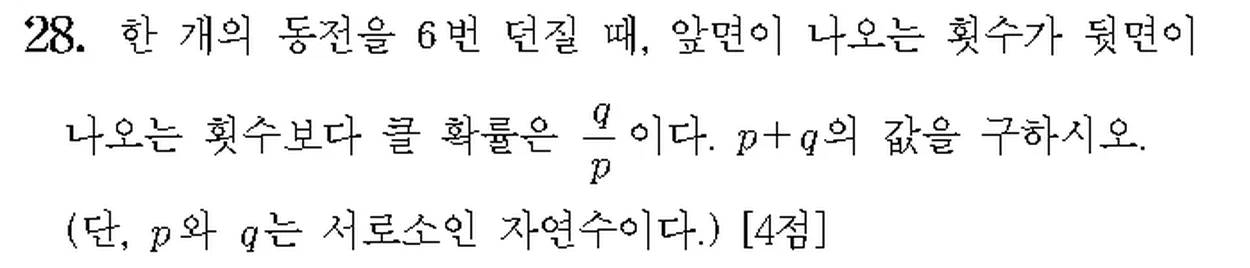 28. 한 개의 동전을 6번 던질 때, 앞면이 나오는 횟수가 뒷면이
나오는 횟수보다 클 확률은 q/p이다. p+q의 값을 구하시오.
(단, p와 q는 서로소인 자연수이다.) [4점]